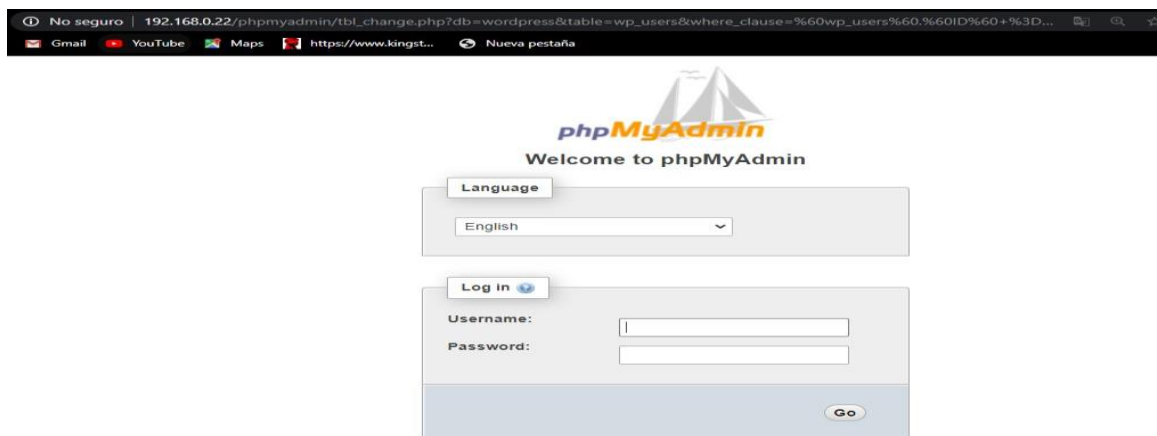 No seguro | 192.168.0.22/phpmyadmin/tbl_change.php?db=wordpress&table=wp_users&where_clause=%60wp_users%60.%60ID%60+%3D...
Gmail YouTube Maps https://www.kingst... Nueva pestaña
phpMyAdmin
Welcome to phpMyAdmin
Language
English
Log in
Username:
Password:
Go